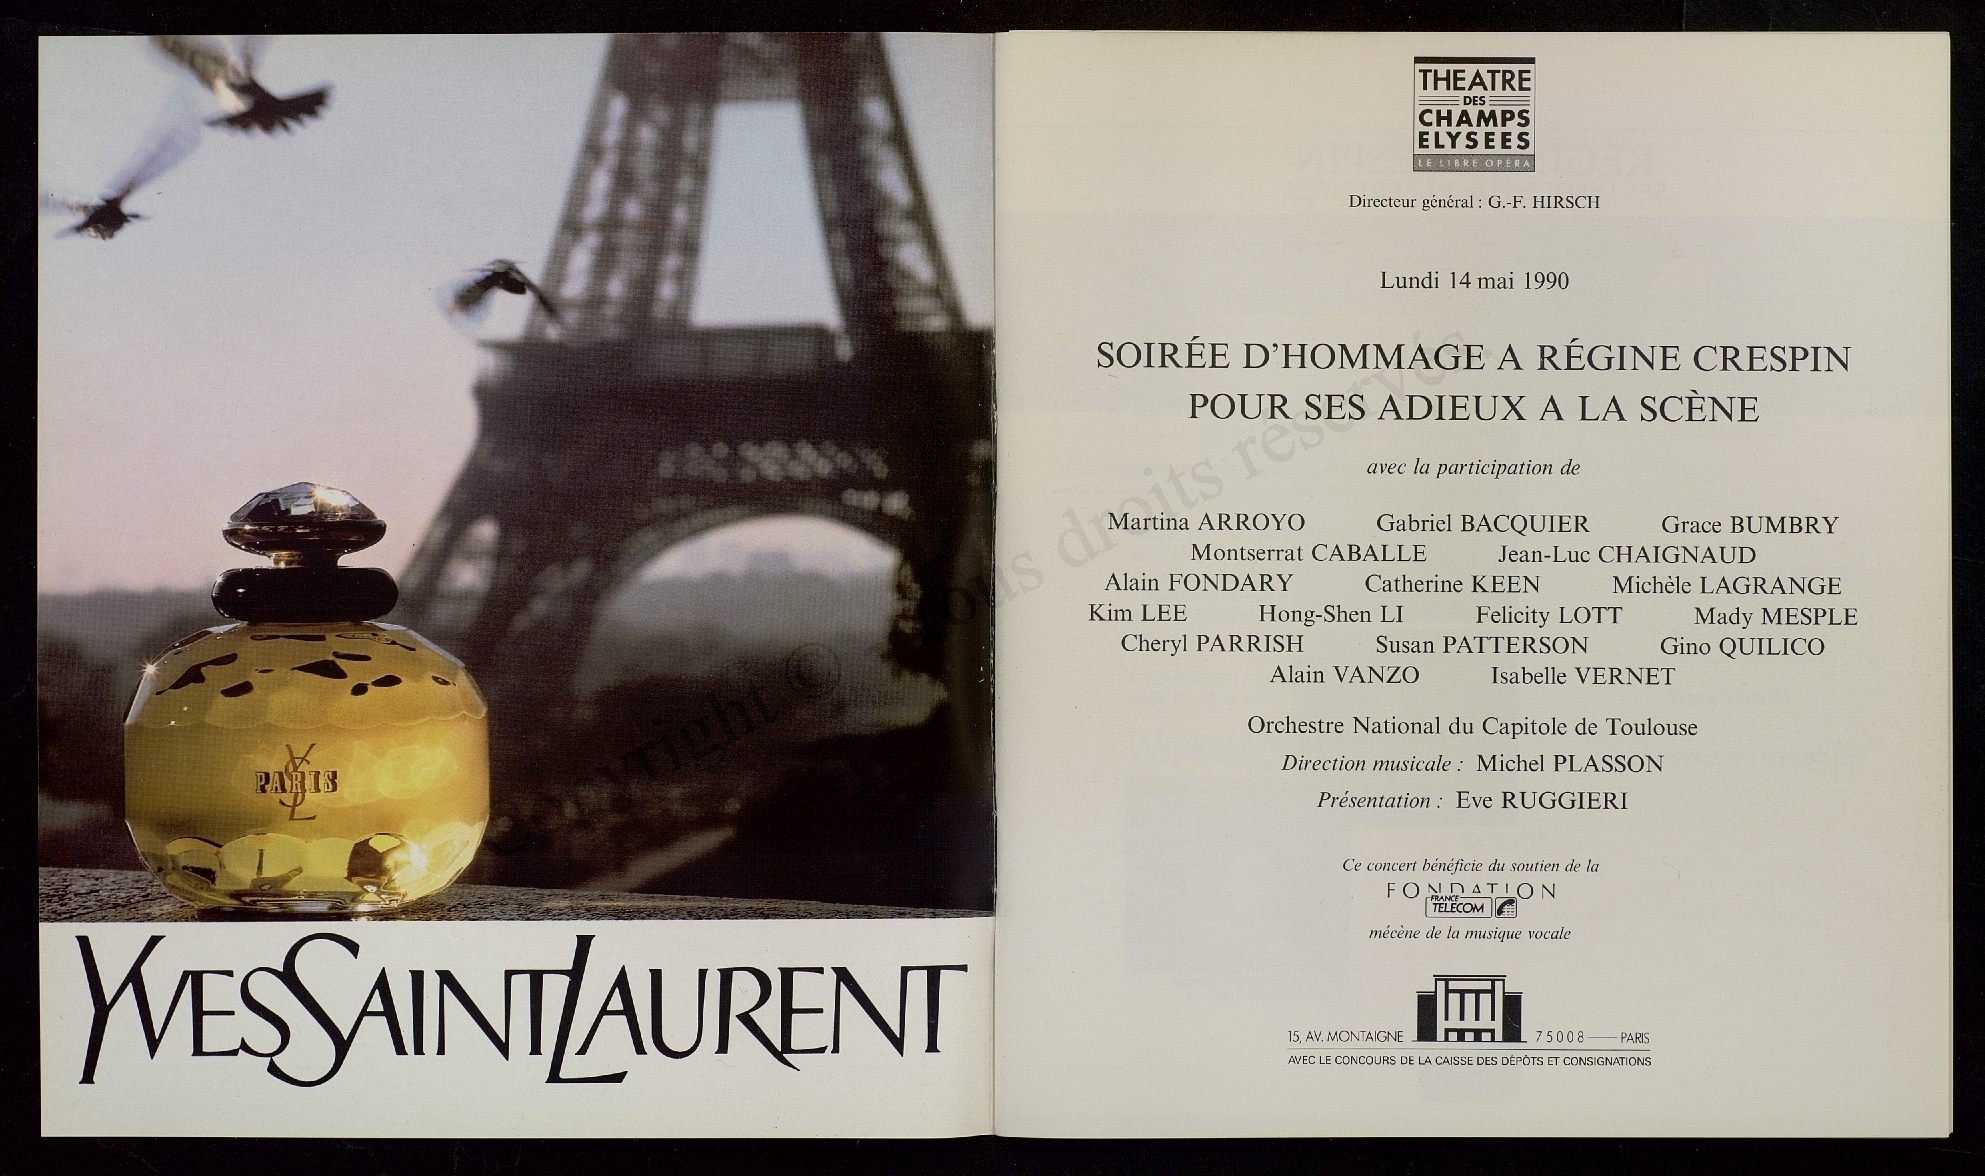 PARIS
YSL
YVESSAINTLAURENT
THEATRE
DES
CHAMPS
ELYSEES
LE LIBRE OPÉRA
Directeur général : G.-F. HIRSCH
Lundi 14 mai 1990
SOIRÉE D'HOMMAGE A RÉGINE CRESPIN
POUR SES ADIEUX A LA SCÈNE
avec la participation de
Martina ARROYO Gabriel BACQUIER Grace BUMBRY
Montserrat CABALLE Jean-Luc CHAIGNAUD
Alain FONDARY Catherine KEEN Michèle LAGRANGE
Kim LEE Hong-Shen LI Felicity LOTT Mady MESPLE
Cheryl PARRISH Susan PATTERSON Gino QUILICO
Alain VANZO Isabelle VERNET
Orchestre National du Capitole de Toulouse
Direction musicale : Michel PLASSON
Présentation : Eve RUGGIERI
Ce concert bénéficie du soutien de la
FONDATION
FRANCE
TELECOM
mécène de la musique vocale
15, AV. MONTAIGNE 75008 — PARIS
AVEC LE CONCOURS DE LA CAISSE DES DÉPÔTS ET CONSIGNATIONS
Copyright © Tous droits réservés.